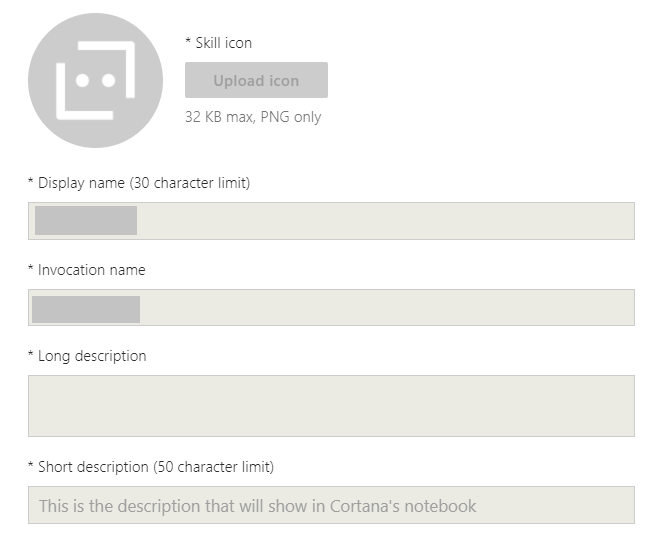 * Skill icon
Upload icon
32 KB max, PNG only
* Display name (30 character limit)
* Invocation name
* Long description
* Short description (50 character limit)
This is the description that will show in Cortana's notebook